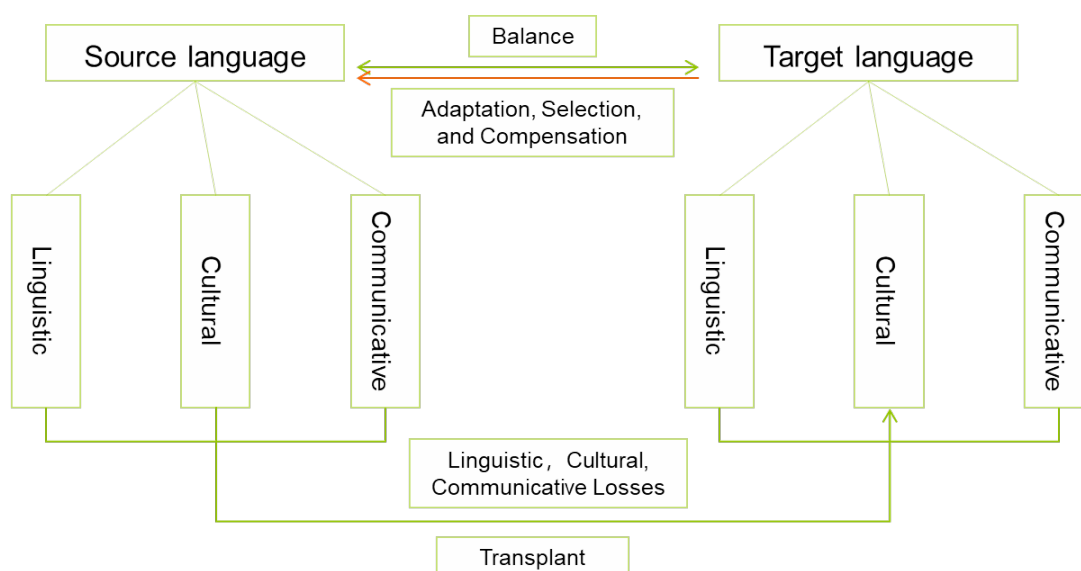 Balance
Source language
Target language
Adaptation, Selection,
and Compensation
Linguistic
Cultural
Communicative
Linguistic
Cultural
Communicative
Linguistic, Cultural,
Communicative Losses
Transplant